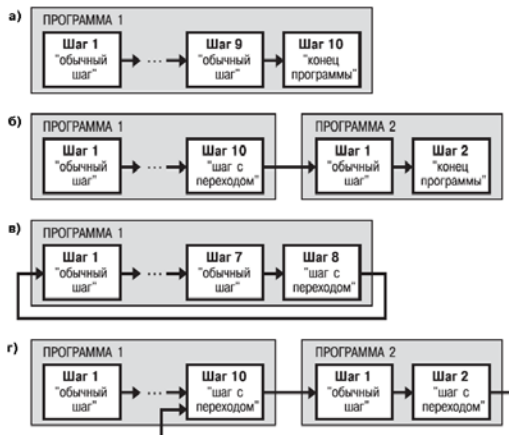 а)
ПРОГРАММА 1
Шаг 1
"обычный
шаг"
...
Шаг 9
"обычный
шаг"
Шаг 10
"конец
программы"
б)
ПРОГРАММА 1
Шаг 1
"обычный
шаг"
...
Шаг 10
"шаг с
переходом"
ПРОГРАММА 2
Шаг 1
"обычный
шаг"
Шаг 2
"конец
программы"
в)
ПРОГРАММА 1
Шаг 1
"обычный
шаг"
...
Шаг 7
"обычный
шаг"
Шаг 8
"шаг с
переходом"
г)
ПРОГРАММА 1
Шаг 1
"обычный
шаг"
...
Шаг 10
"шаг с
переходом"
ПРОГРАММА 2
Шаг 1
"обычный
шаг"
Шаг 2
"шаг с
переходом"